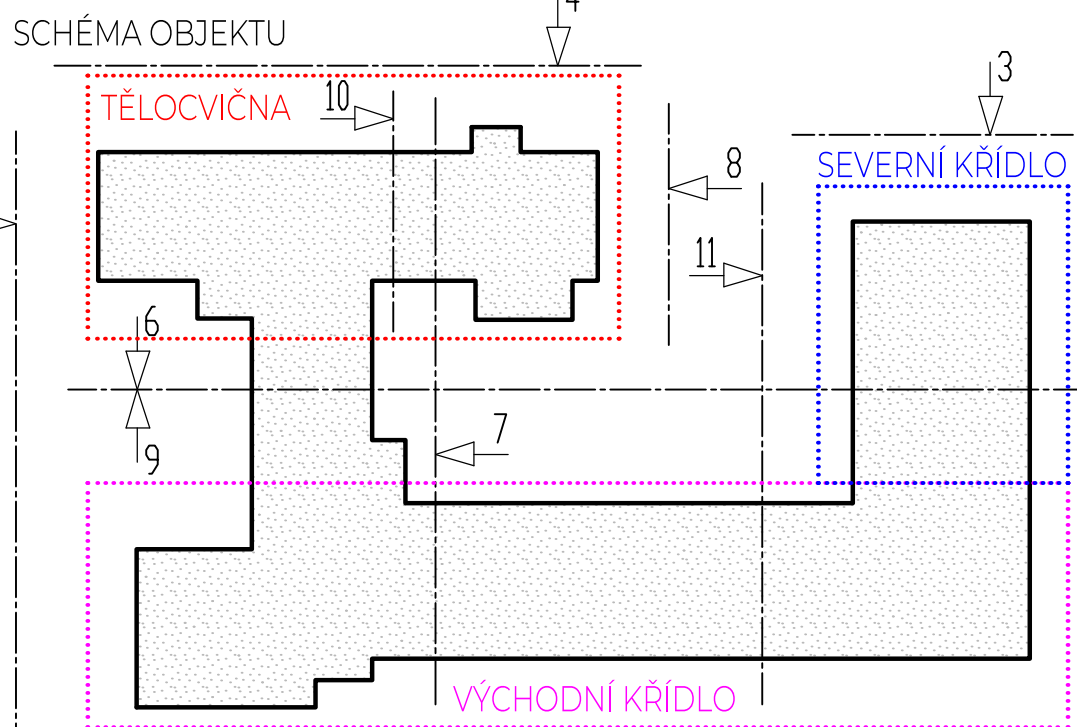 4
SCHÉMA OBJEKTU
3
TĚLOCVIČNA
10
8
SEVERNÍ KŘÍDLO
11
6
7
9
VÝCHODNÍ KŘÍDLO